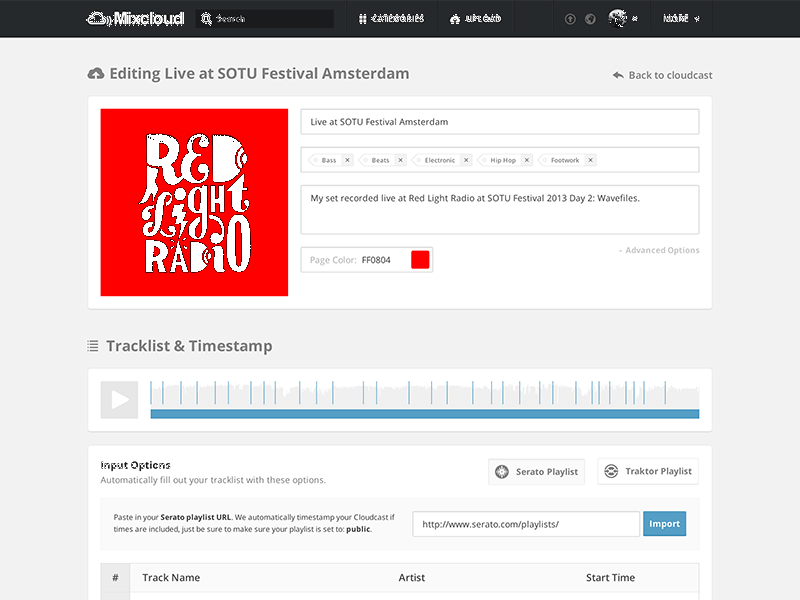 Mixcloud
Search
CATEGORIES
UPLOAD
MORE
Editing Live at SOTU Festival Amsterdam
Back to cloudcast
RED
Light
RADIO
Live at SOTU Festival Amsterdam
Bass × Beats × Electronic × Hip Hop × Footwork ×
My set recorded live at Red Light Radio at SOTU Festival 2013 Day 2: Wavefiles.
- Advanced Options
Page Color: FF0804
Tracklist & Timestamp
Input Options
Automatically fill out your tracklist with these options.
Serato Playlist
Traktor Playlist
Paste in your Serato playlist URL. We automatically timestamp your Cloudcast if
times are included, just be sure to make sure your playlist is set to: public.
http://www.serato.com/playlists/
Import
# Track Name Artist Start Time